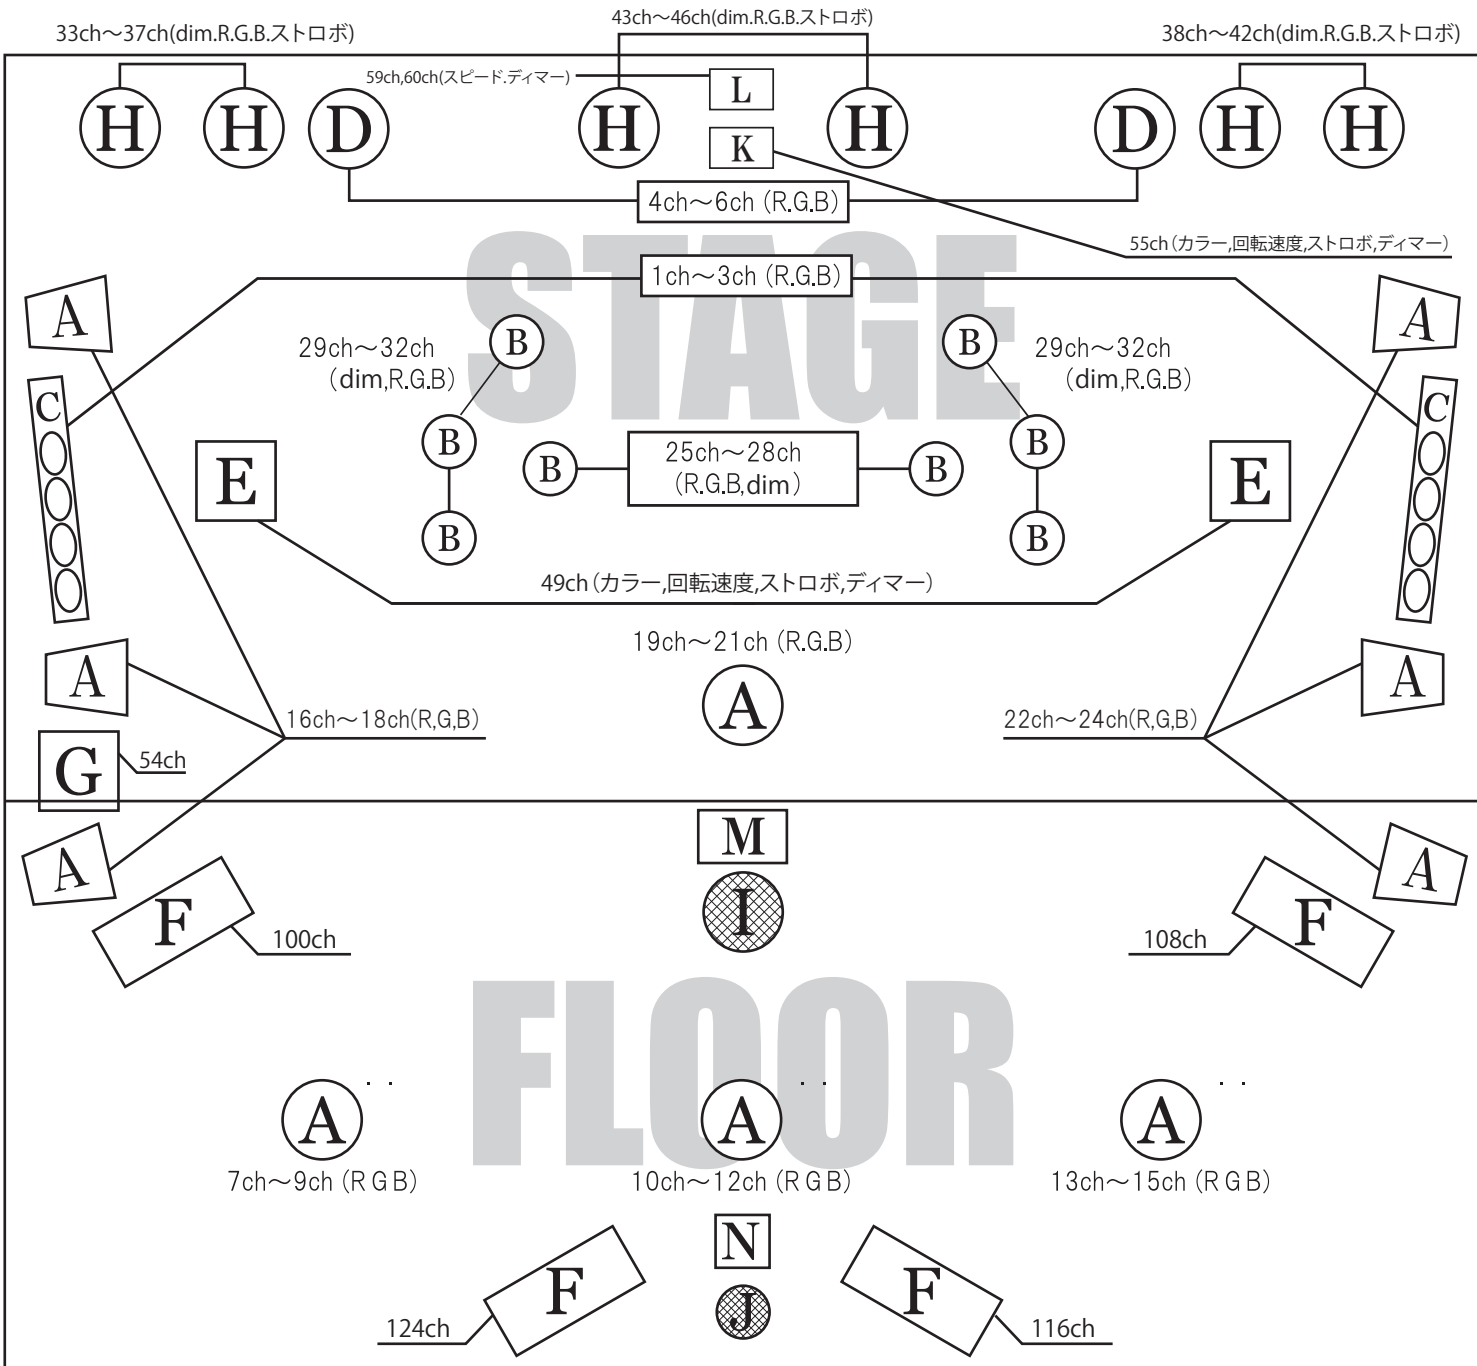 33ch～37ch(dim.R.G.B.ストロボ)
43ch～46ch(dim.R.G.B.ストロボ)
38ch～42ch(dim.R.G.B.ストロボ)
59ch,60ch(スピード.ディマー)
L
H
H
D
H
K
H
D
H
H
4ch～6ch (R.G.B)
STAGE
55ch（カラー,回転速度,ストロボ,ディマー）
1ch～3ch (R.G.B)
A
A
29ch～32ch
（dim,R.G.B）
B
B
29ch～32ch
（dim,R.G.B）
C
C
B
B
E
B
25ch～28ch
（R.G.B,dim）
B
E
B
B
49ch（カラー,回転速度,ストロボ,ディマー）
19ch～21ch (R.G.B)
A
A
A
16ch～18ch(R,G,B)
22ch～24ch(R,G,B)
G
54ch
M
A
A
F
I
F
100ch
108ch
FLOOR
A
A
A
7ch～9ch (R G B)
10ch～12ch (R G B)
13ch～15ch (R G B)
N
F
F
J
124ch
116ch